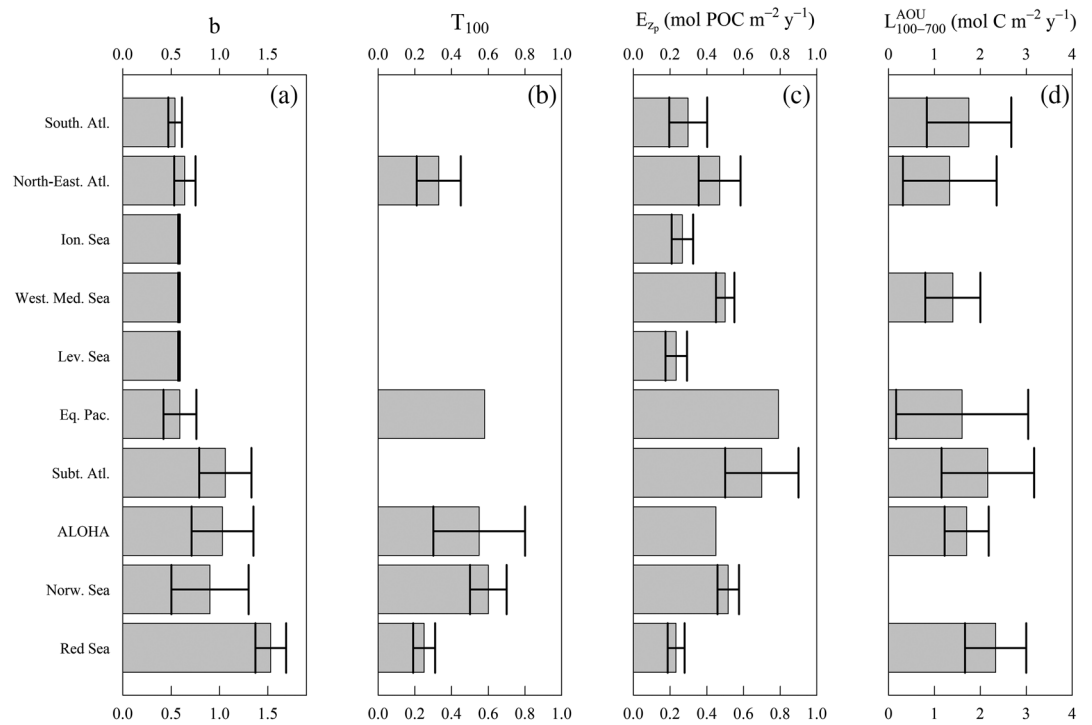 b
T₁₀₀
E_zₚ (mol POC m⁻² y⁻¹)
L₁₀₀₋₇₀₀^AOU (mol C m⁻² y⁻¹)
0.0 0.5 1.0 1.5
0.0 0.2 0.4 0.6 0.8 1.0
0.0 0.2 0.4 0.6 0.8 1.0
0 1 2 3 4
(a)
(b)
(c)
(d)
South. Atl.
North-East. Atl.
Ion. Sea
West. Med. Sea
Lev. Sea
Eq. Pac.
Subt. Atl.
ALOHA
Norw. Sea
Red Sea
0.0 0.5 1.0 1.5
0.0 0.2 0.4 0.6 0.8 1.0
0.0 0.2 0.4 0.6 0.8 1.0
0 1 2 3 4